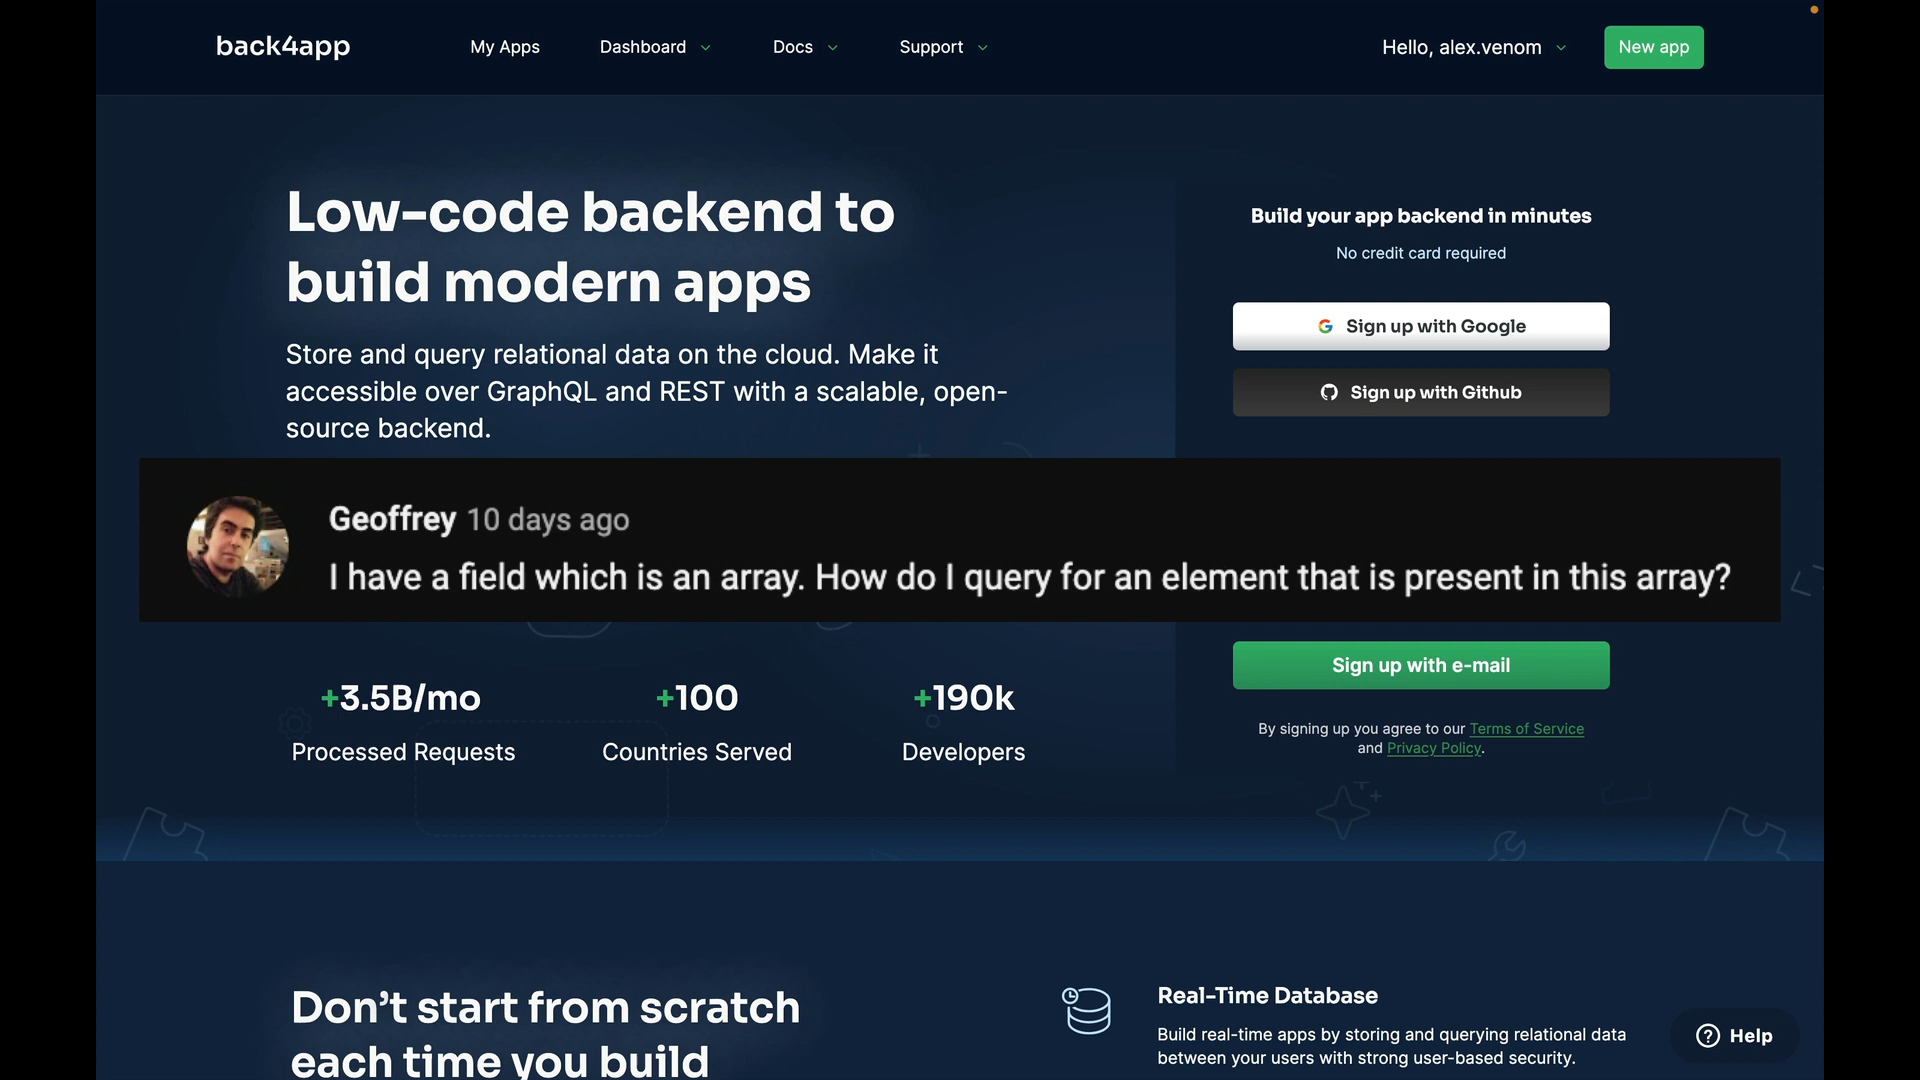 back4app
My Apps
Dashboard
Docs
Support
Hello, alex.venom
New app
Low-code backend to
build modern apps
Store and query relational data on the cloud. Make it
accessible over GraphQL and REST with a scalable, open-
source backend.
Build your app backend in minutes
No credit card required
Sign up with Google
Sign up with Github
Geoffrey 10 days ago
I have a field which is an array. How do I query for an element that is present in this array?
Sign up with e-mail
By signing up you agree to our Terms of Service
and Privacy Policy.
+3.5B/mo
Processed Requests
+100
Countries Served
+190k
Developers
Don’t start from scratch
each time you build
Real-Time Database
Build real-time apps by storing and querying relational data
between your users with strong user-based security.
Help